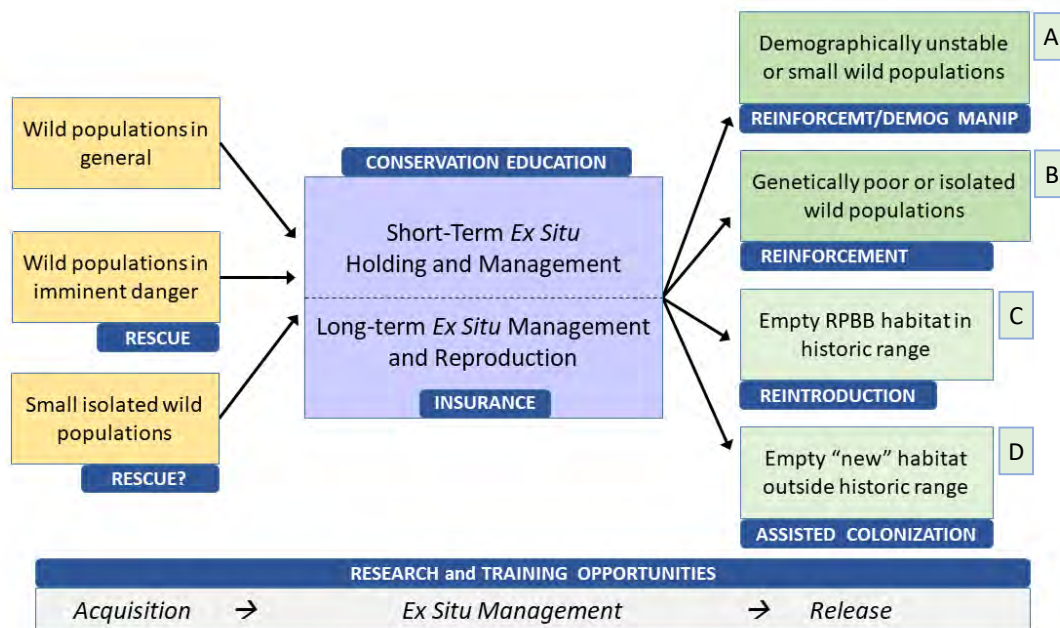 Wild populations in
general
Wild populations in
imminent danger
RESCUE
Small isolated wild
populations
RESCUE?
CONSERVATION EDUCATION
Short-Term Ex Situ
Holding and Management
Long-term Ex Situ Management
and Reproduction
INSURANCE
A
Demographically unstable
or small wild populations
REINFORCEMT/DEMOG MANIP
B
Genetically poor or isolated
wild populations
REINFORCEMENT
C
Empty RPBB habitat in
historic range
REINTRODUCTION
D
Empty “new” habitat
outside historic range
ASSISTED COLONIZATION
RESEARCH and TRAINING OPPORTUNITIES
Acquisition → Ex Situ Management → Release